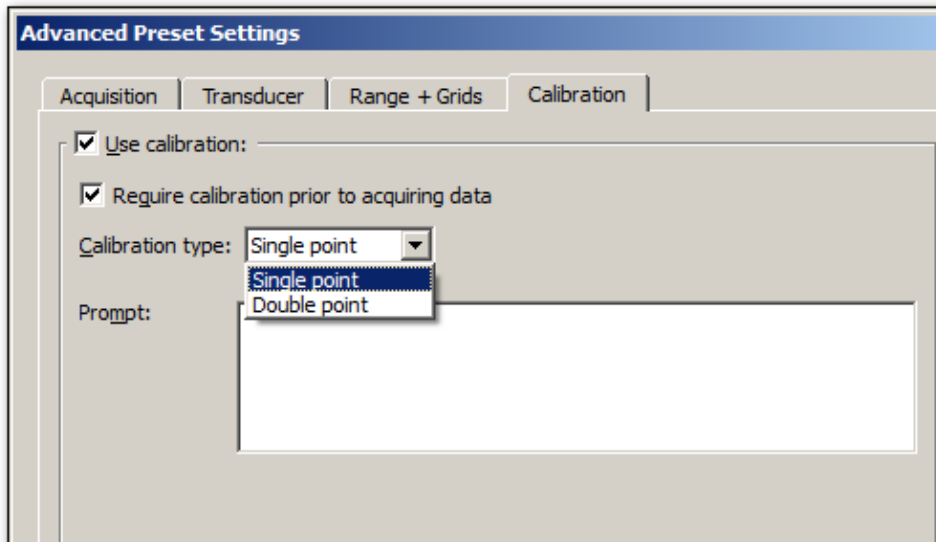 Advanced Preset Settings
Acquisition Transducer Range + Grids Calibration
Use calibration:
Require calibration prior to acquiring data
Calibration type: Single point
Single point
Double point
Prompt: